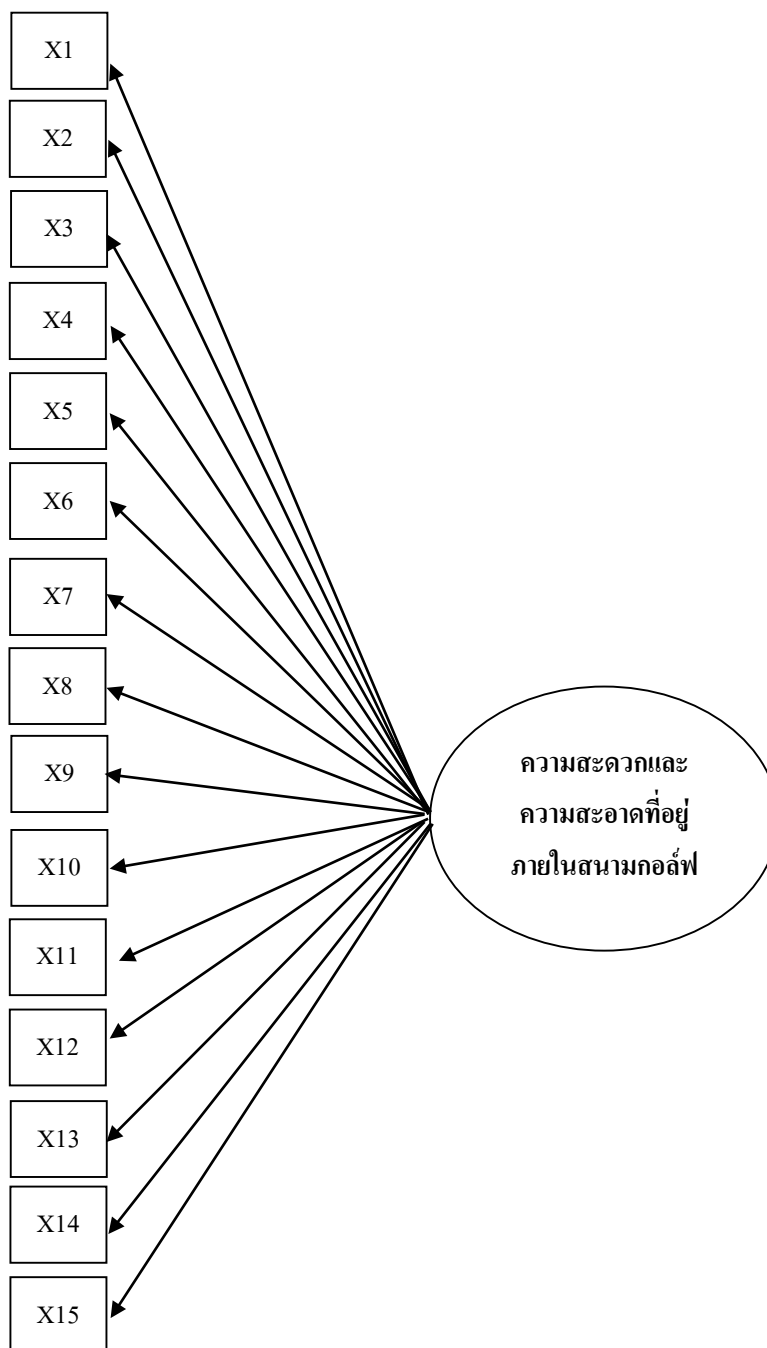 X1
X2
X3
X4
X5
X6
X7
X8
X9
X10
X11
X12
X13
X14
X15
ความสะดวกและ
ความสะอาดที่อยู่
ภายในสนามกอล์ฟ